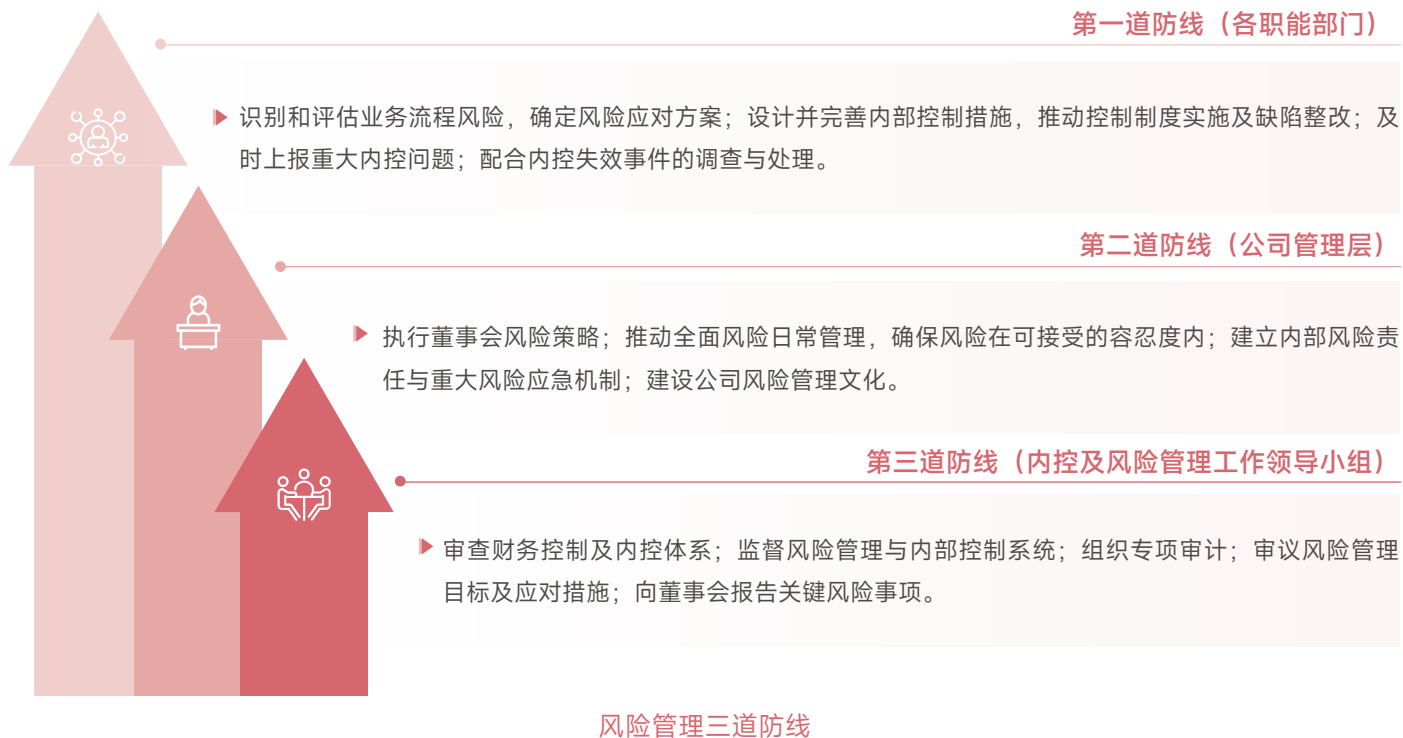 第一道防线（各职能部门）
识别和评估业务流程风险，确定风险应对方案；设计并完善内部控制措施，推动控制制度实施及缺陷整改；及
时上报重大内控问题；配合内控失效事件的调查与处理。
第二道防线（公司管理层）
执行董事会风险策略；推动全面风险日常管理，确保风险在可接受的容忍度内；建立内部风险责
任与重大风险应急机制；建设公司风险管理文化。
第三道防线（内控及风险管理工作领导小组）
审查财务控制及内控体系；监督风险管理与内部控制系统；组织专项审计；审议风险管理
目标及应对措施；向董事会报告关键风险事项。
风险管理三道防线